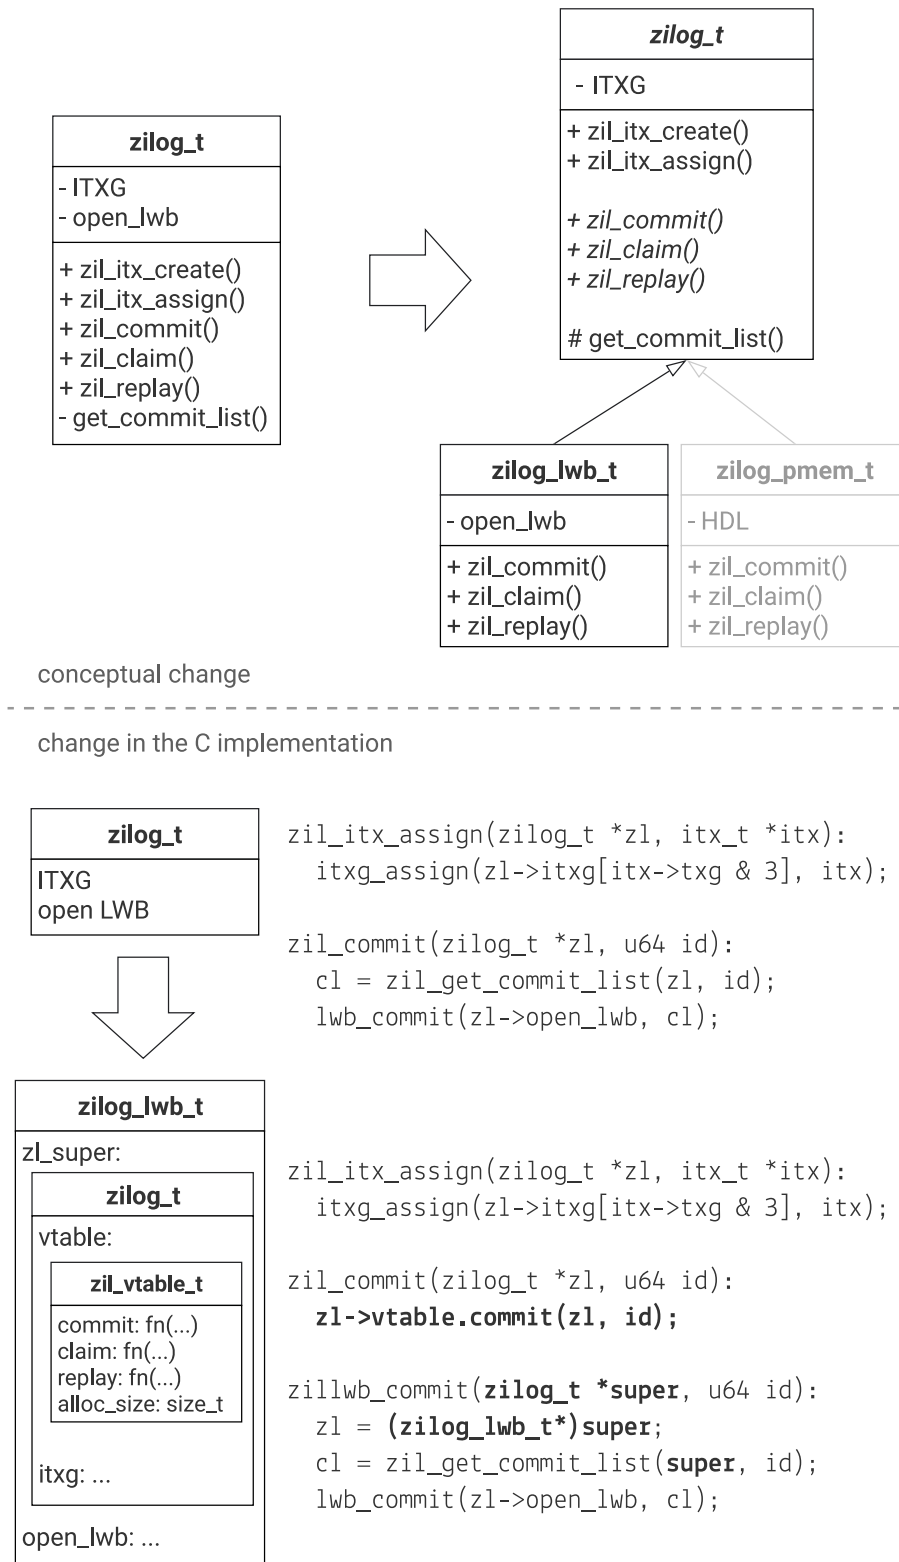 zilog_t
- ITXG
- open_lwb
+ zil_itx_create()
+ zil_itx_assign()
+ zil_commit()
+ zil_claim()
+ zil_replay()
- get_commit_list()
zilog_t
- ITXG
+ zil_itx_create()
+ zil_itx_assign()
+ zil_commit()
+ zil_claim()
+ zil_replay()
# get_commit_list()
zilog_lwb_t
- open_lwb
+ zil_commit()
+ zil_claim()
+ zil_replay()
zilog_pmem_t
- HDL
+ zil_commit()
+ zil_claim()
+ zil_replay()
conceptual change
change in the C implementation
zilog_t
ITXG
open LWB
zil_itx_assign(zilog_t *zl, itx_t *itx):
itxg_assign(zl->itxg[itx->txg & 3], itx);
zil_commit(zilog_t *zl, u64 id):
cl = zil_get_commit_list(zl, id);
lwb_commit(zl->open_lwb, cl);
zilog_lwb_t
zl_super:
zilog_t
vtable:
zil_vtable_t
commit: fn(...)
claim: fn(...)
replay: fn(...)
alloc_size: size_t
itxg: ...
open_lwb: ...
zil_itx_assign(zilog_t *zl, itx_t *itx):
itxg_assign(zl->itxg[itx->txg & 3], itx);
zil_commit(zilog_t *zl, u64 id):
zl->vtable.commit(zl, id);
zillwb_commit(zilog_t *super, u64 id):
zl = (zilog_lwb_t*)super;
cl = zil_get_commit_list(super, id);
lwb_commit(zl->open_lwb, cl);